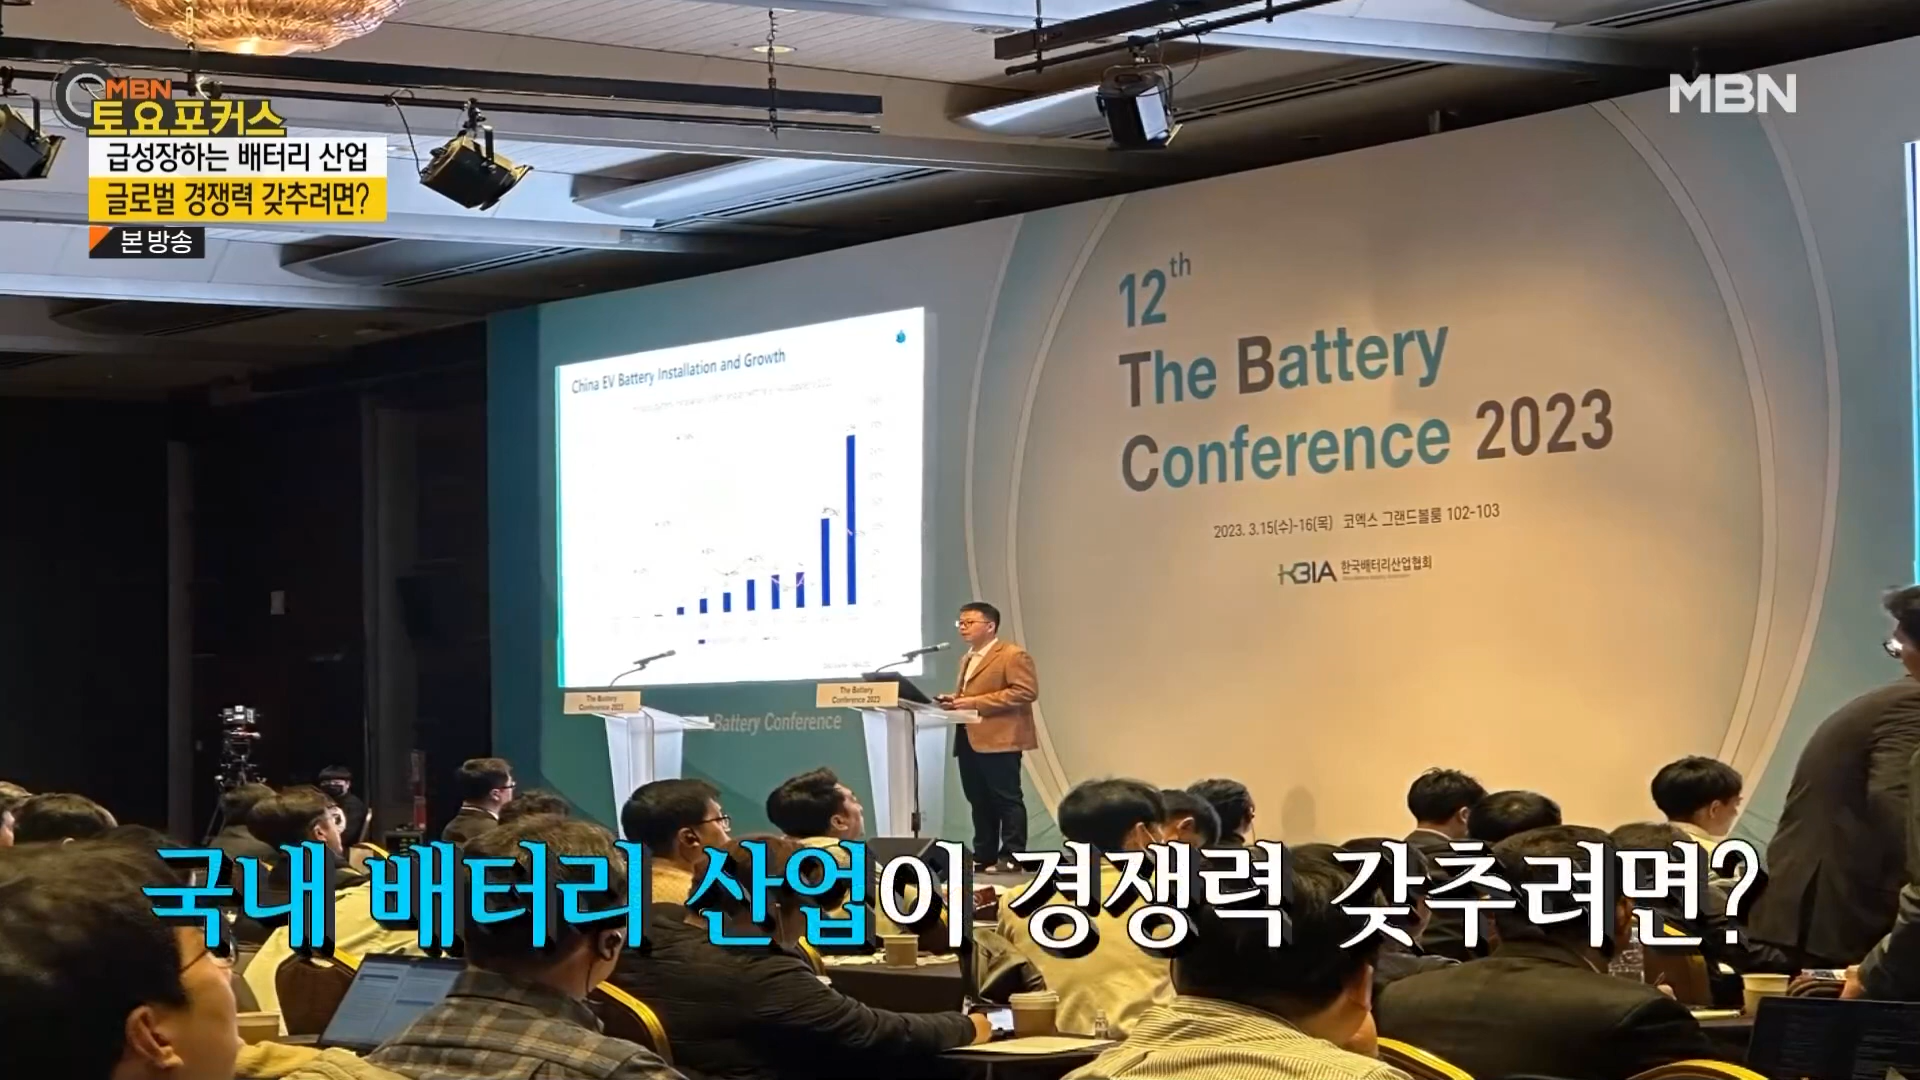 MBN
토요포커스
급성장하는 배터리 산업
글로벌 경쟁력 갖추려면?
본 방송
MBN
12th
The Battery
Conference 2023
2023. 3.15(수)-16(목) 코엑스 그랜드볼룸 102-103
KBIA 한국배터리산업협회
China EV Battery Installation and Growth
The Battery
Conference 2023
The Battery
Conference 2023
Battery Conference
국내 배터리 산업이 경쟁력 갖추려면?